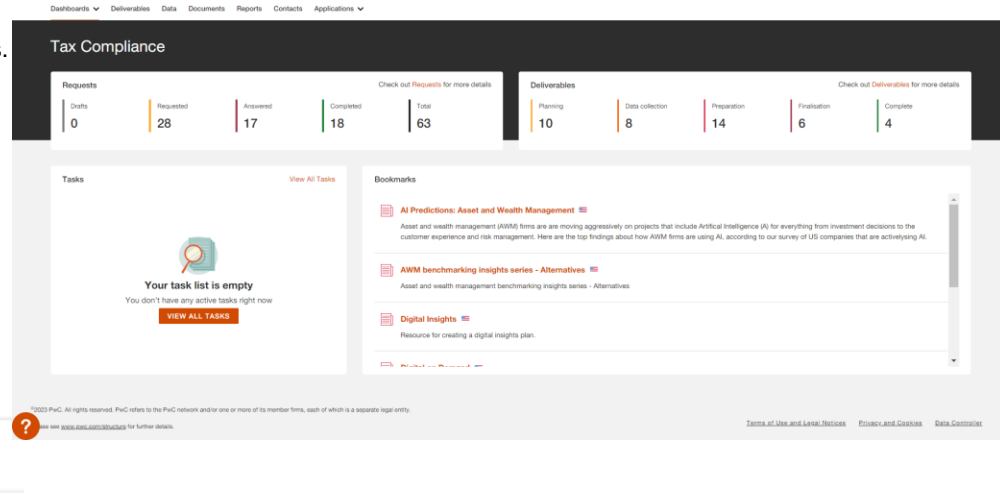 Dashboards Deliverables Data Documents Reports Contacts Applications
s.
Tax Compliance
Requests
Check out Requests for more details
Drafts
0
Requested
28
Answered
17
Completed
18
Total
63
Deliverables
Check out Deliverables for more details
Planning
10
Data collection
8
Preparation
14
Finalisation
6
Complete
4
Tasks
View All Tasks
Your task list is empty
You don't have any active tasks right now
VIEW ALL TASKS
Bookmarks
AI Predictions: Asset and Wealth Management
Asset and wealth management (AWM) firms are are moving aggressively on projects that include Artifical Intelligence (A) for everything from investment decisions to the
customer experience and risk management. Here are the top findings about how AWM firms are using AI, according to our survey of US companies that are activelysing AI.
AWM benchmarking insights series - Alternatives
Asset and wealth management benchmarking insights series - Alternatives
Digital Insights
Resource for creating a digital insights plan.
Digital on Demand
©2023 PwC. All rights reserved. PwC refers to the PwC network and/or one or more of its member firms, each of which is a separate legal entity.
see www.pwc.com/structure for further details.
?
Terms of Use and Legal Notices Privacy and Cookies Data Controller